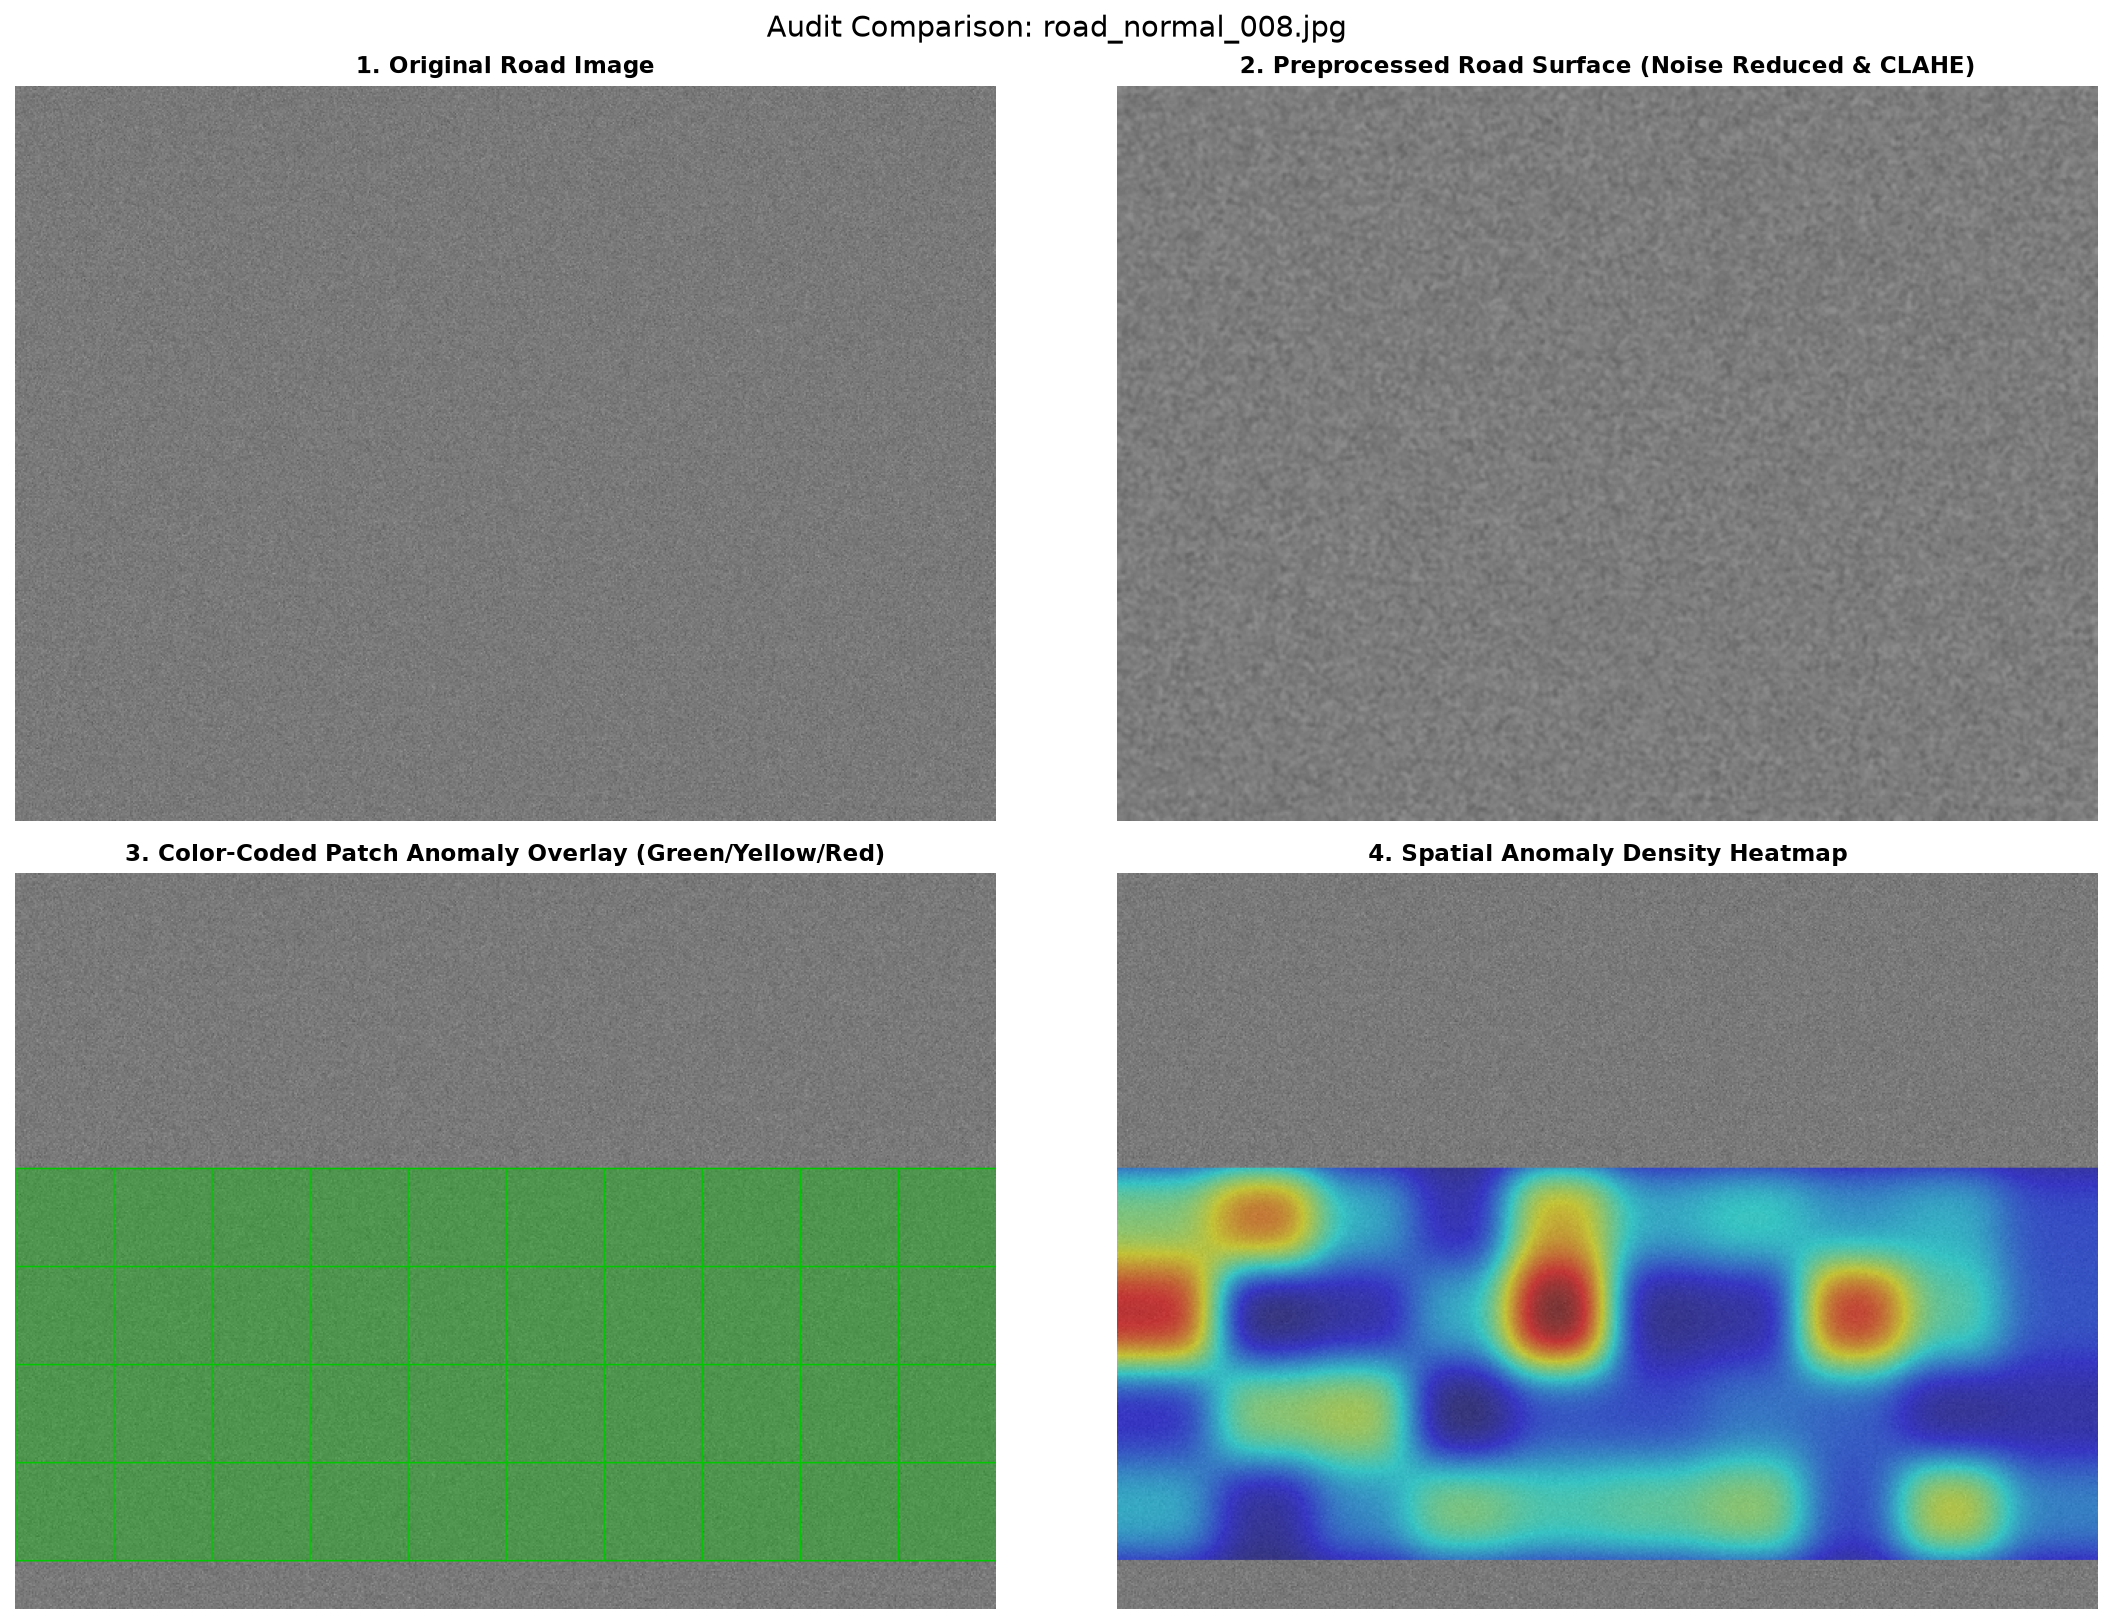 Audit Comparison: road_normal_008.jpg
1. Original Road Image
2. Preprocessed Road Surface (Noise Reduced & CLAHE)
3. Color-Coded Patch Anomaly Overlay (Green/Yellow/Red)
4. Spatial Anomaly Density Heatmap